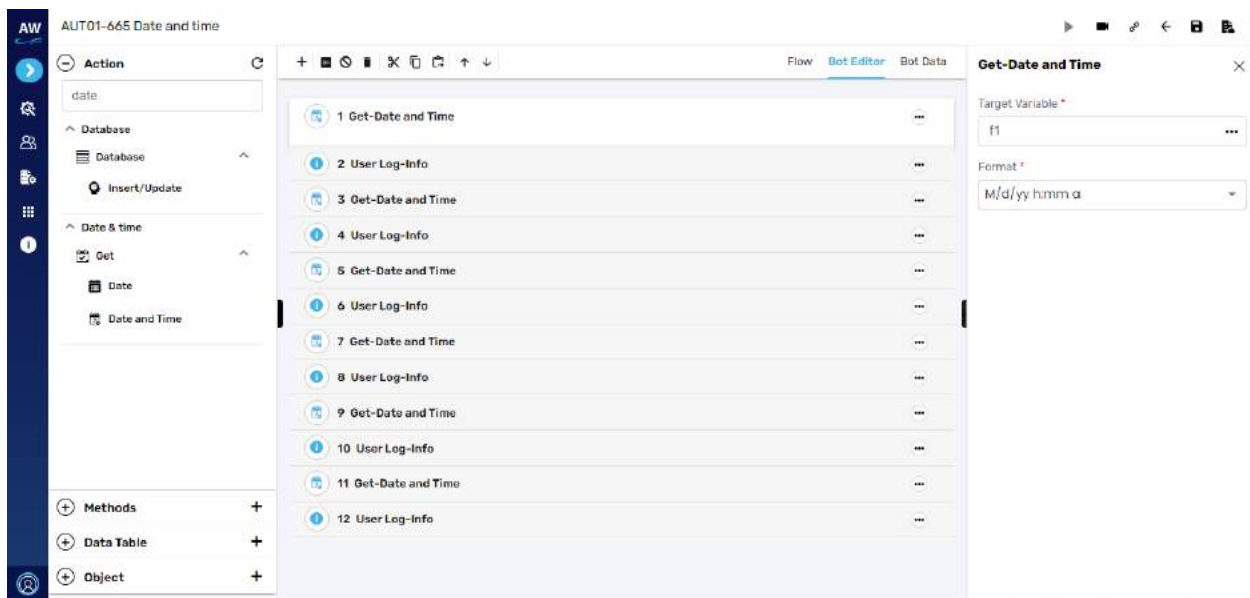 AW
AUT01-665 Date and time
Action
date
Database
Database
Insert/Update
Date & time
Get
Date
Date and Time
Methods
Data Table
Object
Flow Bot Editor Bot Data
1 Get-Date and Time
2 User Log-Info
3 Get-Date and Time
4 User Log-Info
5 Get-Date and Time
6 User Log-Info
7 Get-Date and Time
8 User Log-Info
9 Get-Date and Time
10 User Log-Info
11 Get-Date and Time
12 User Log-Info
Get-Date and Time
Target Variable *
f1
Format *
M/d/yy h:mm a